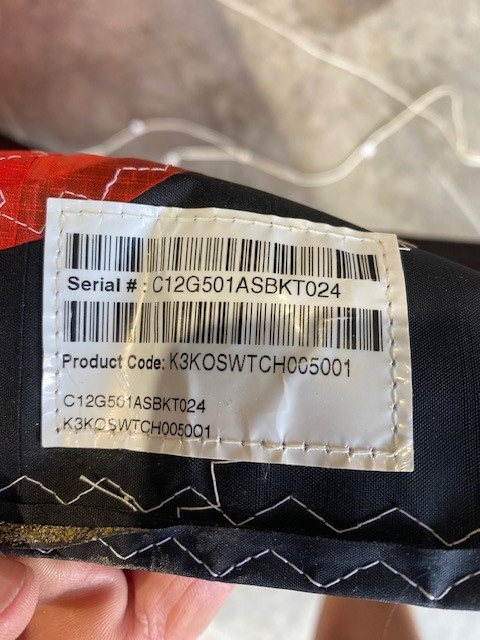 Serial # : C12G501ASBKT024
Product Code: K3KOSWTCH005001
C12G501ASBKT024
K3KOSWTCH005001